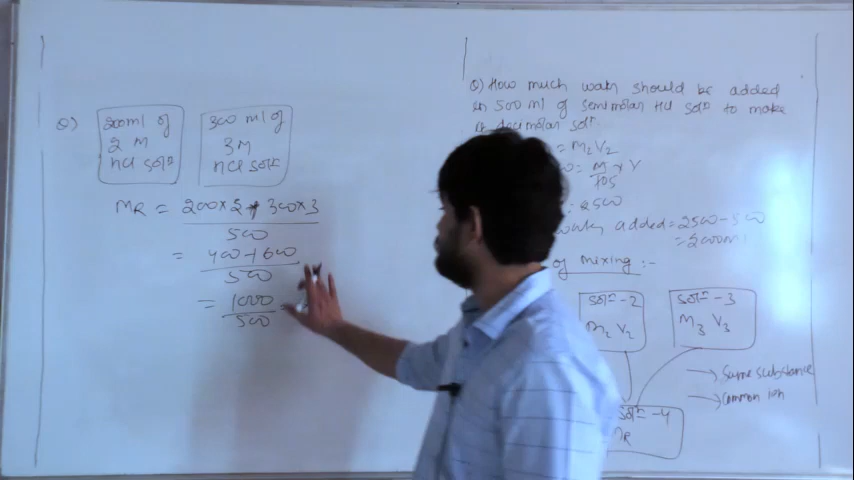 Q)
200ml of
2 M
HCl solⁿ
300 ml of
3M
HCl solⁿ
MR = 200×2 + 300×3
500
= 400+600
500
= 1000
500
Q) How much water should be added
in 500 ml of semimolar HCl solⁿ to make
it decimolar solⁿ
= M₂V₂
= M × V
105
: 2500
water added = 2500-500
= 2000ml
of mixing :-
solⁿ-2
M₂ V₂
solⁿ-3
M₃ V₃
→ Same substance
→ Common ion
solⁿ-4
MR